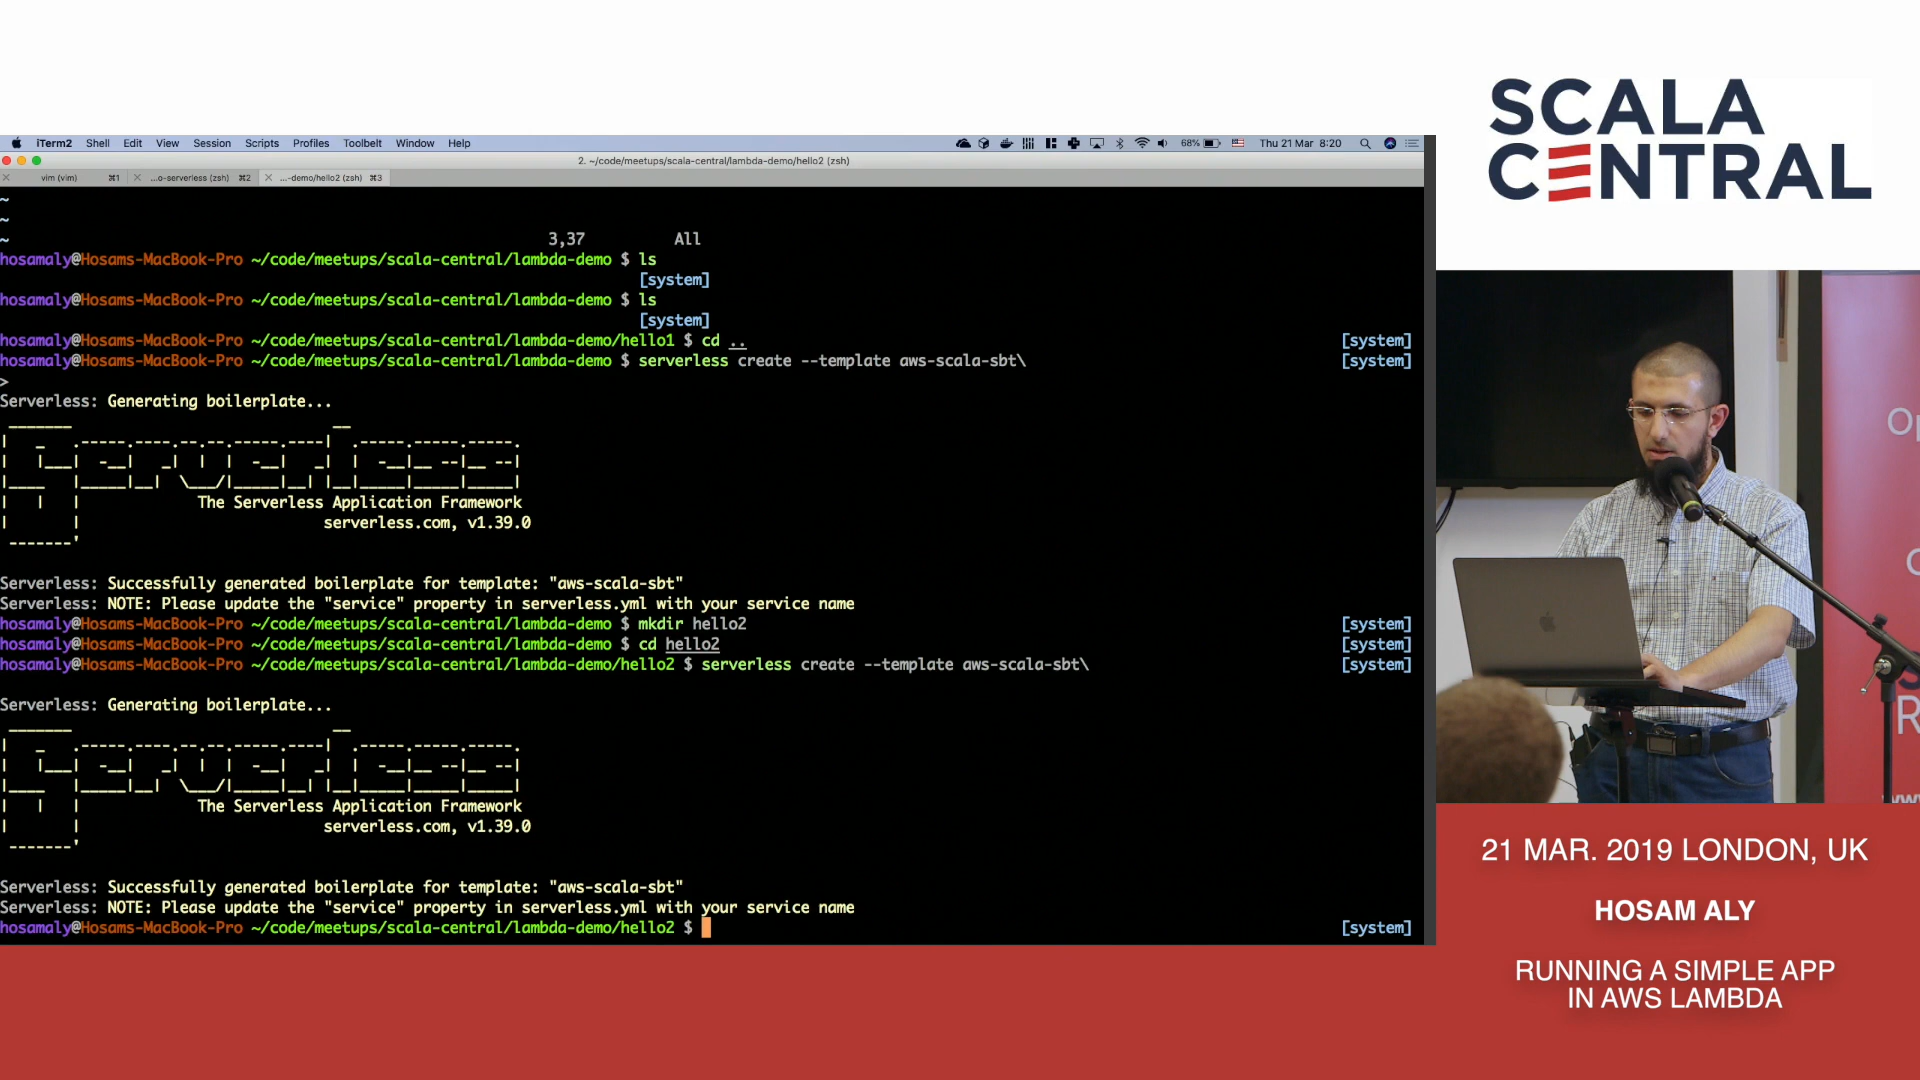 SCALA
CENTRAL
iTerm2 Shell Edit View Session Scripts Profiles Toolbelt Window Help 68% Thu 21 Mar 8:20
2. ~/code/meetups/scala-central/lambda-demo/hello2 (zsh)
vim (vim) ⌘1 ...o-serverless (zsh) ⌘2 ...-demo/hello2 (zsh) ⌘3
~
~
~
3,37 All
hosamaly@Hosams-MacBook-Pro ~/code/meetups/scala-central/lambda-demo $ ls
[system]
hosamaly@Hosams-MacBook-Pro ~/code/meetups/scala-central/lambda-demo $ ls
[system]
hosamaly@Hosams-MacBook-Pro ~/code/meetups/scala-central/lambda-demo/hello1 $ cd .. [system]
hosamaly@Hosams-MacBook-Pro ~/code/meetups/scala-central/lambda-demo $ serverless create --template aws-scala-sbt\ [system]
>
Serverless: Generating boilerplate...
Serverless
The Serverless Application Framework
serverless.com, v1.39.0
Serverless: Successfully generated boilerplate for template: "aws-scala-sbt"
Serverless: NOTE: Please update the "service" property in serverless.yml with your service name
hosamaly@Hosams-MacBook-Pro ~/code/meetups/scala-central/lambda-demo $ mkdir hello2 [system]
hosamaly@Hosams-MacBook-Pro ~/code/meetups/scala-central/lambda-demo $ cd hello2 [system]
hosamaly@Hosams-MacBook-Pro ~/code/meetups/scala-central/lambda-demo/hello2 $ serverless create --template aws-scala-sbt\ [system]
Serverless: Generating boilerplate...
Serverless
The Serverless Application Framework
serverless.com, v1.39.0
Serverless: Successfully generated boilerplate for template: "aws-scala-sbt"
Serverless: NOTE: Please update the "service" property in serverless.yml with your service name
hosamaly@Hosams-MacBook-Pro ~/code/meetups/scala-central/lambda-demo/hello2 $ [system]
21 MAR. 2019 LONDON, UK
HOSAM ALY
RUNNING A SIMPLE APP
IN AWS LAMBDA